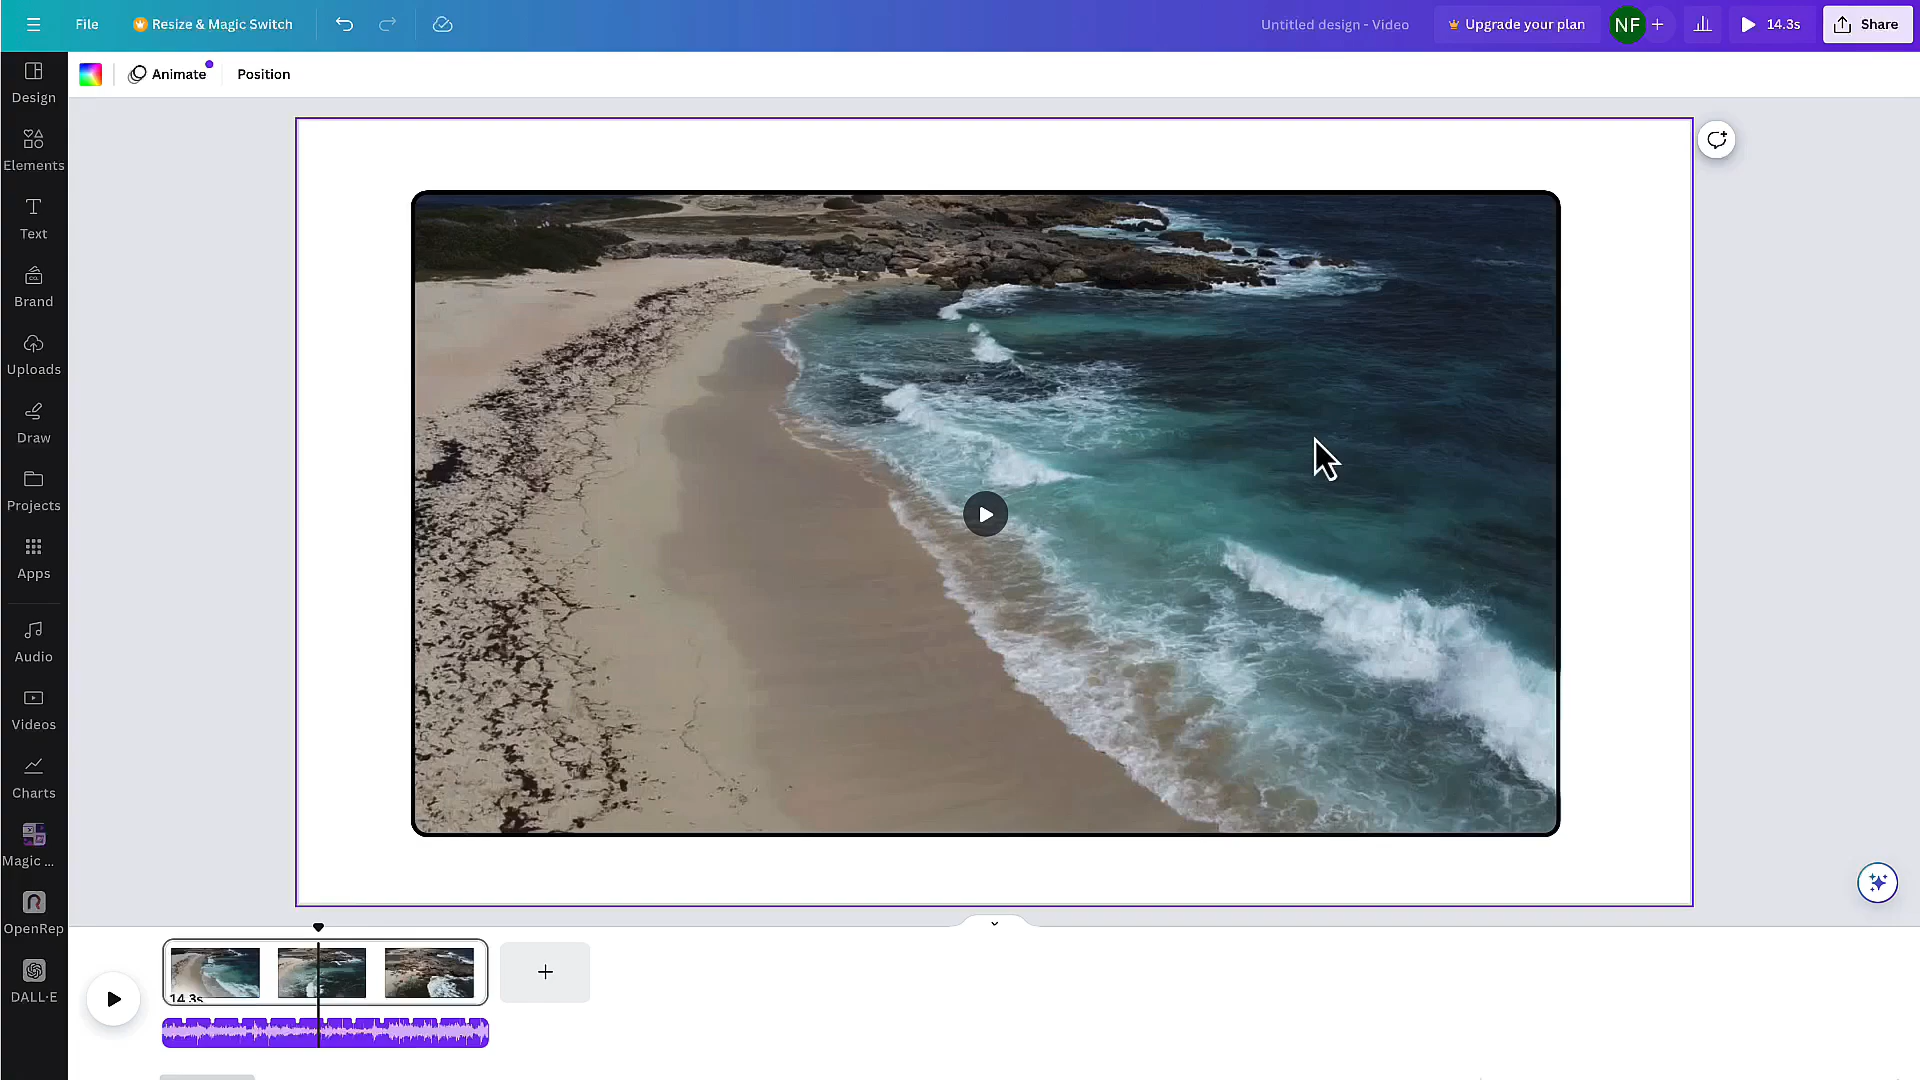 File
Resize & Magic Switch
Untitled design - Video
Upgrade your plan
NF
14.3s
Share
Animate
Position
Design
Elements
Text
Brand
Uploads
Draw
Projects
Apps
Audio
Videos
Charts
Magic ...
OpenRep
DALL·E
14.3s